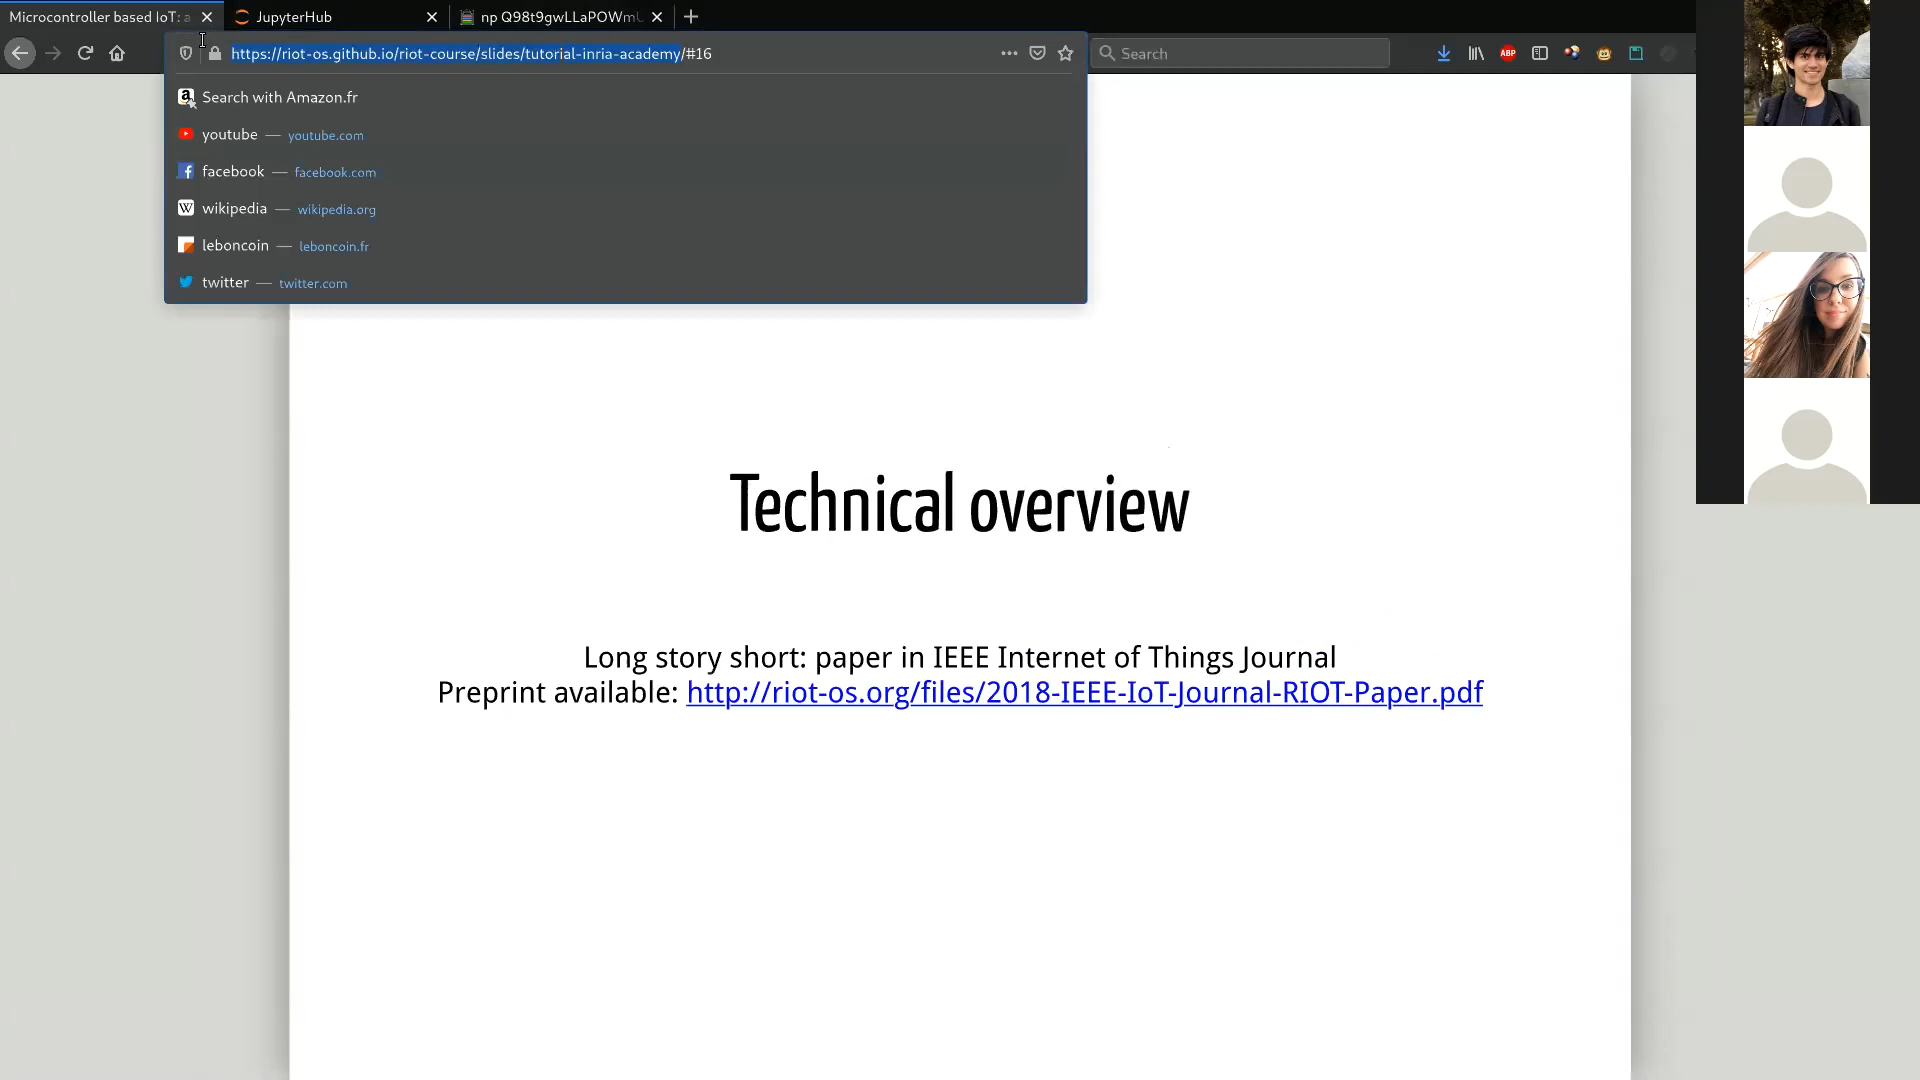 Microcontroller based IoT: a
JupyterHub
np Q98t9gwLLaPOWmU
https://riot-os.github.io/riot-course/slides/tutorial-inria-academy/#16
Search
ABP
Search with Amazon.fr
youtube — youtube.com
facebook — facebook.com
wikipedia — wikipedia.org
leboncoin — leboncoin.fr
twitter — twitter.com
Technical overview
Long story short: paper in IEEE Internet of Things Journal
Preprint available: http://riot-os.org/files/2018-IEEE-IoT-Journal-RIOT-Paper.pdf